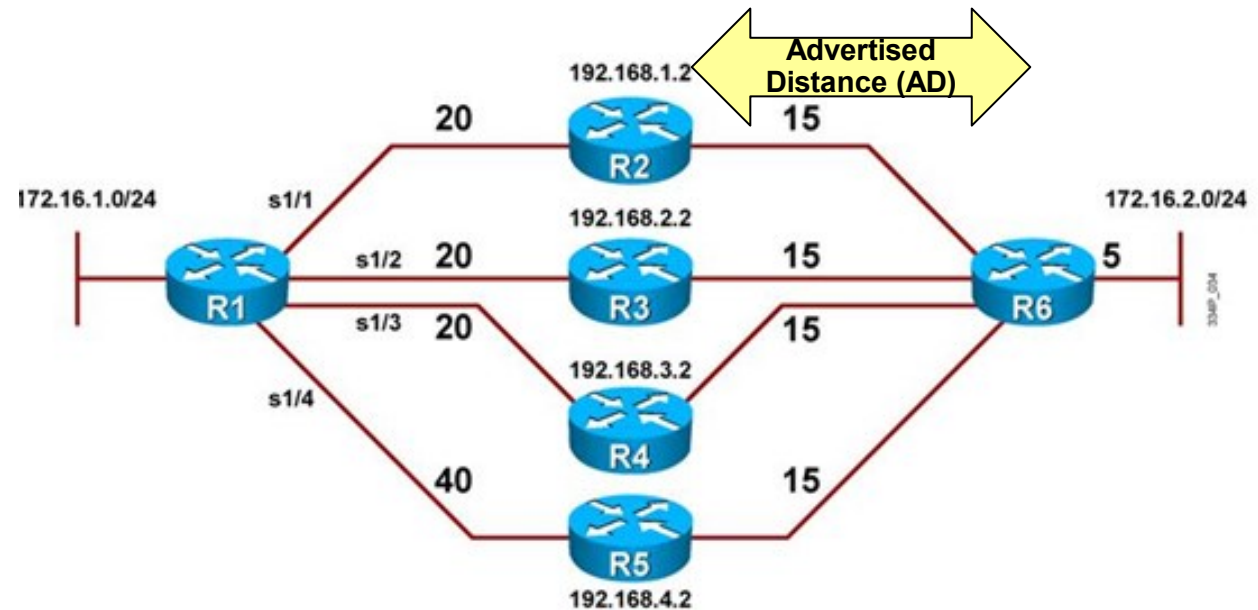 Advertised
Distance (AD)
192.168.1.2
20
15
R2
172.16.1.0/24
s1/1
192.168.2.2
172.16.2.0/24
s1/2
20
15
5
R1
R3
R6
s1/3
20
15
192.168.3.2
s1/4
R4
40
15
R5
192.168.4.2
334P_034